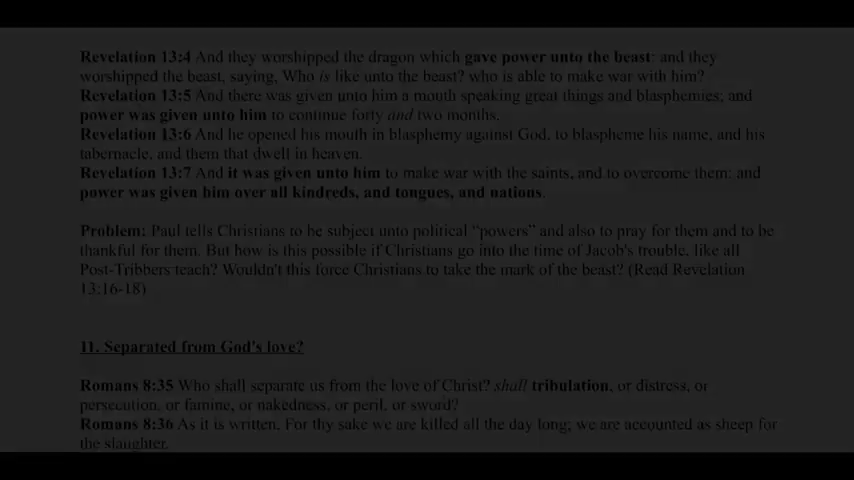 Revelation 13:4 And they worshipped the dragon which gave power unto the beast: and they
worshipped the beast, saying, Who is like unto the beast? who is able to make war with him?
Revelation 13:5 And there was given unto him a mouth speaking great things and blasphemies; and
power was given unto him to continue forty and two months.
Revelation 13:6 And he opened his mouth in blasphemy against God, to blaspheme his name, and his
tabernacle, and them that dwell in heaven.
Revelation 13:7 And it was given unto him to make war with the saints, and to overcome them: and
power was given him over all kindreds, and tongues, and nations.
Problem: Paul tells Christians to be subject unto political “powers” and also to pray for them and to be
thankful for them. But how is this possible if Christians go into the time of Jacob's trouble, like all
Post-Tribbers teach? Wouldn't this force Christians to take the mark of the beast? (Read Revelation
13:16-18)
11. Separated from God's love?
Romans 8:35 Who shall separate us from the love of Christ? shall tribulation, or distress, or
persecution, or famine, or nakedness, or peril, or sword?
Romans 8:36 As it is written, For thy sake we are killed all the day long; we are accounted as sheep for
the slaughter.